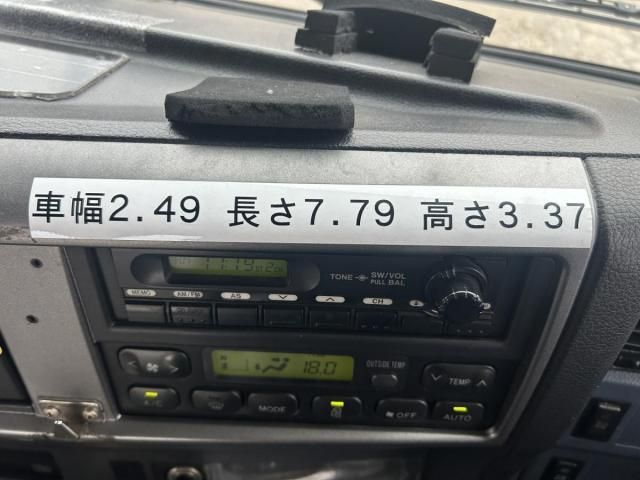 車幅2.49 長さ7.79 高さ3.37
TONE SW/VOL
PULL BAL
MEMO AM/FM AS CH
18.0
OUTSIDE TEMP
TEMP
A/C MODE OFF AUTO